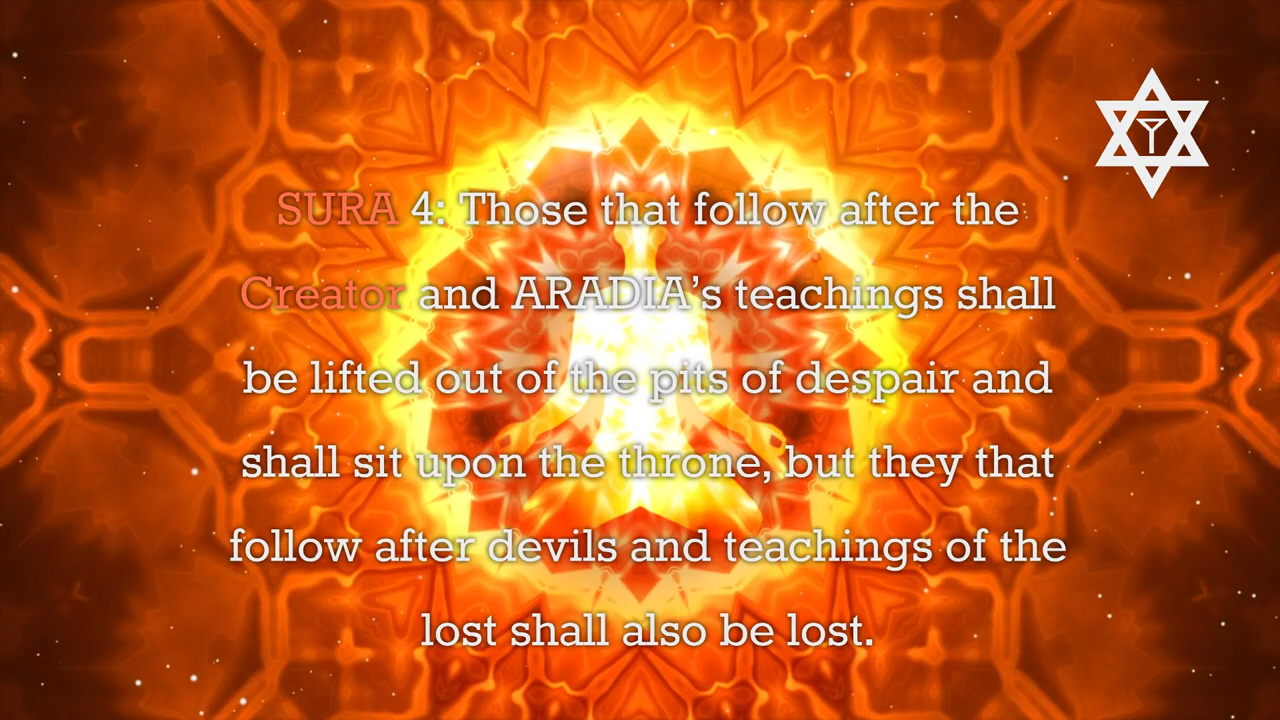 SURA 4: Those that follow after the
Creator and ARADIA’s teachings shall
be lifted out of the pits of despair and
shall sit upon the throne, but they that
follow after devils and teachings of the
lost shall also be lost.